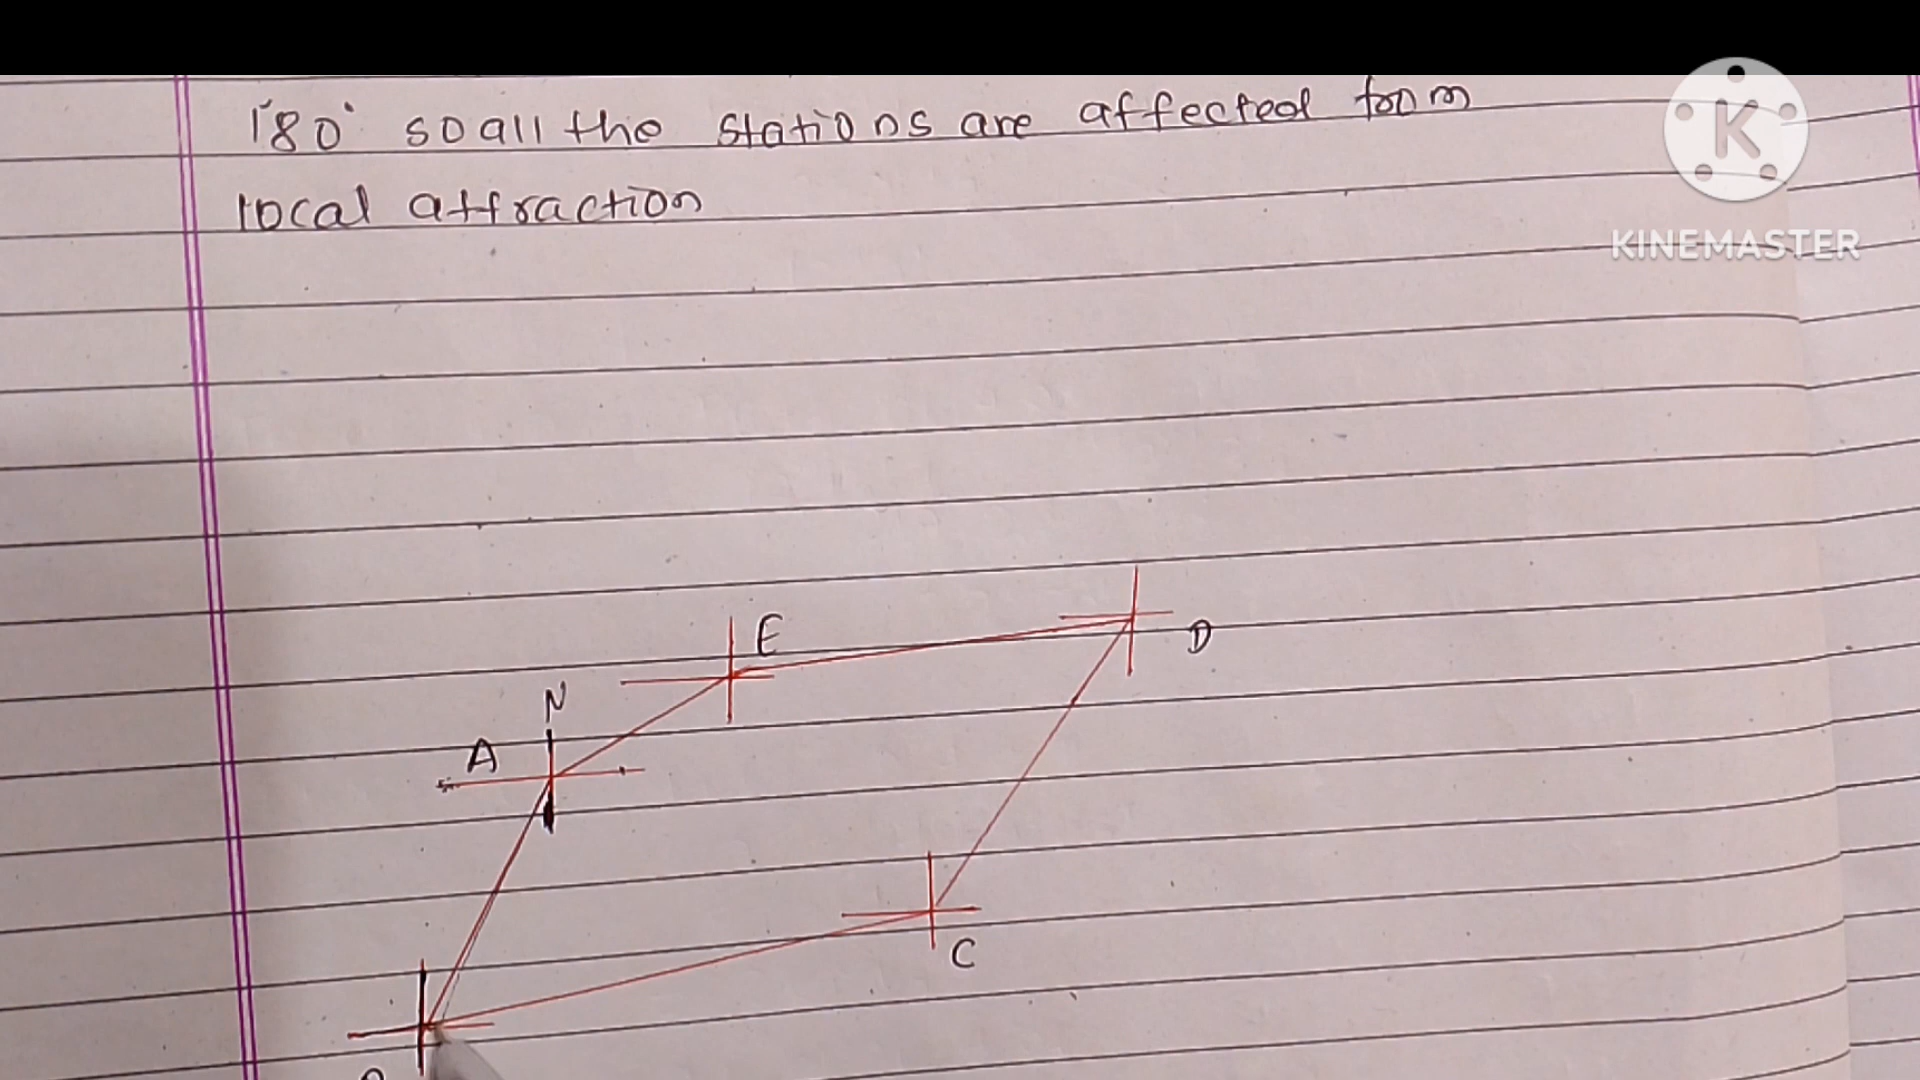 180° so all the stations are affected from
local attraction
K
KINEMASTER
E
D
N
A
C